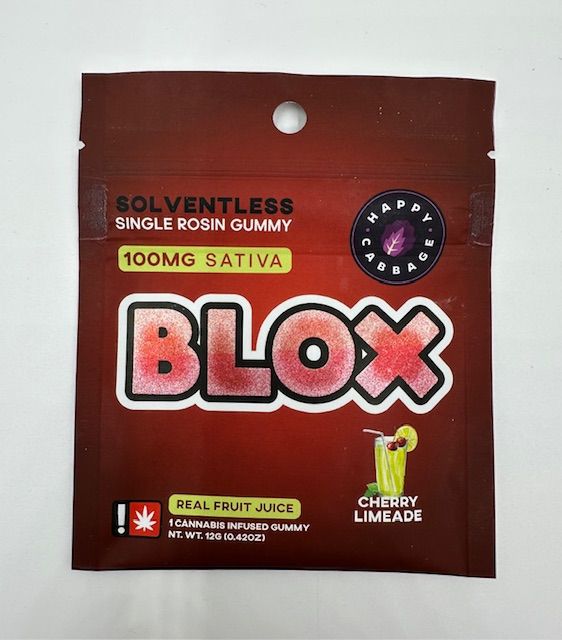 SOLVENTLESS
SINGLE ROSIN GUMMY
100MG SATIVA
• HAPPY •
CABBAGE
BLOX
CHERRY
LIMEADE
!
REAL FRUIT JUICE
1 CANNABIS INFUSED GUMMY
NT. WT. 12G (0.42OZ)